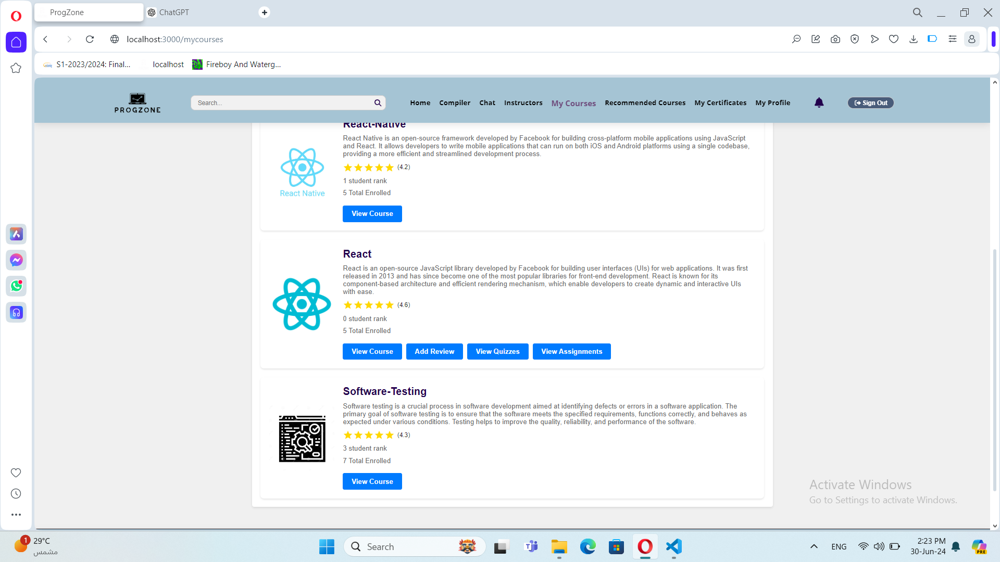 ProgZone
ChatGPT
localhost:3000/mycourses
S1-2023/2024: Final...
localhost
Fireboy And Waterg...
PROGZONE
Search...
Home
Compiler
Chat
Instructors
My Courses
Recommended Courses
My Certificates
My Profile
Sign Out
React-Native
React Native is an open-source framework developed by Facebook for building cross-platform mobile applications using JavaScript
and React. It allows developers to write mobile applications that can run on both iOS and Android platforms using a single codebase,
providing a more efficient and streamlined development process.
(4.2)
1 student rank
5 Total Enrolled
React Native
View Course
React
React is an open-source JavaScript library developed by Facebook for building user interfaces (UIs) for web applications. It was first
released in 2013 and has since become one of the most popular libraries for front-end development. React is known for its
component-based architecture and efficient rendering mechanism, which enable developers to create dynamic and interactive UIs
with ease.
(4.6)
0 student rank
5 Total Enrolled
View Course
Add Review
View Quizzes
View Assignments
Software-Testing
Software testing is a crucial process in software development aimed at identifying defects or errors in a software application. The
primary goal of software testing is to ensure that the software meets the specified requirements, functions correctly, and behaves as
expected under various conditions. Testing helps to improve the quality, reliability, and performance of the software.
(4.3)
3 student rank
7 Total Enrolled
View Course
Activate Windows
Go to Settings to activate Windows.
1
29°C
مشمس
Search
ENG
2:23 PM
30-Jun-24
PRE